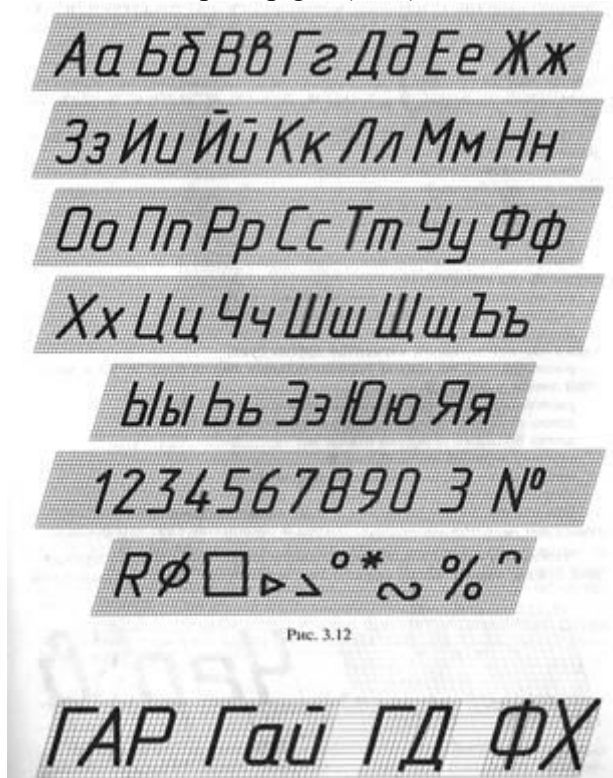 Аа Бб Вв Гг Дд Ее Жж
Зз Ии Йй Кк Лл Мм Нн
Оо Пп Рр Сс Тт Уу Фф
Хх Цц Чч Шш Щщ Ъъ
Ыы Ьь Ээ Юю Яя
1234567890 3 №
R⌀□▷∠°*∾%⌒
Рис. 3.12
ГАР Гай ГД ФХ